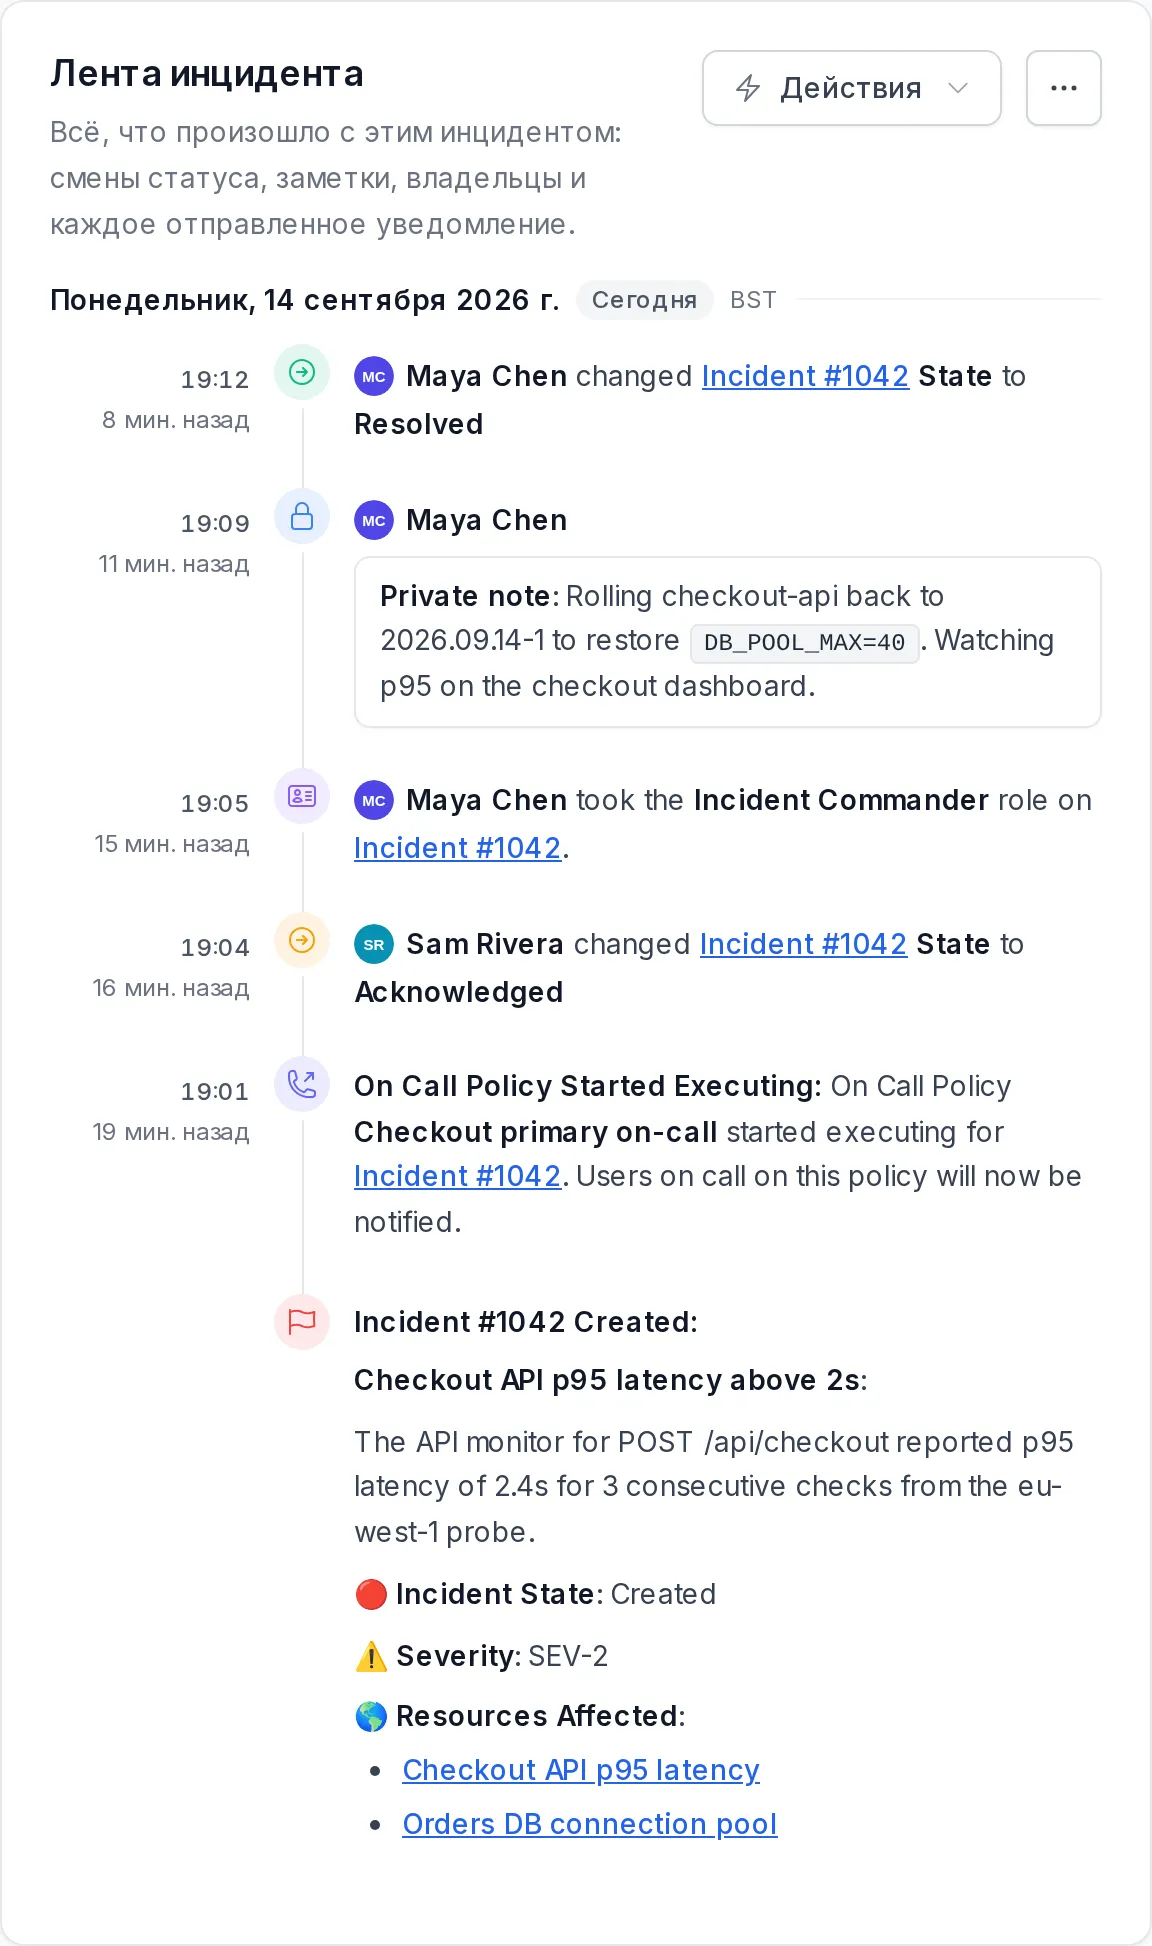 Лента инцидента
Действия
Всё, что произошло с этим инцидентом:
смены статуса, заметки, владельцы и
каждое отправленное уведомление.
Понедельник, 14 сентября 2026 г. Сегодня BST
19:12
8 мин. назад
MC Maya Chen changed Incident #1042 State to
Resolved
19:09
11 мин. назад
MC Maya Chen
Private note: Rolling checkout-api back to
2026.09.14-1 to restore DB_POOL_MAX=40. Watching
p95 on the checkout dashboard.
19:05
15 мин. назад
MC Maya Chen took the Incident Commander role on
Incident #1042.
19:04
16 мин. назад
SR Sam Rivera changed Incident #1042 State to
Acknowledged
19:01
19 мин. назад
On Call Policy Started Executing: On Call Policy
Checkout primary on-call started executing for
Incident #1042. Users on call on this policy will now be
notified.
Incident #1042 Created:
Checkout API p95 latency above 2s:
The API monitor for POST /api/checkout reported p95
latency of 2.4s for 3 consecutive checks from the eu-
west-1 probe.
🔴 Incident State: Created
⚠️ Severity: SEV-2
🌎 Resources Affected:
• Checkout API p95 latency
• Orders DB connection pool